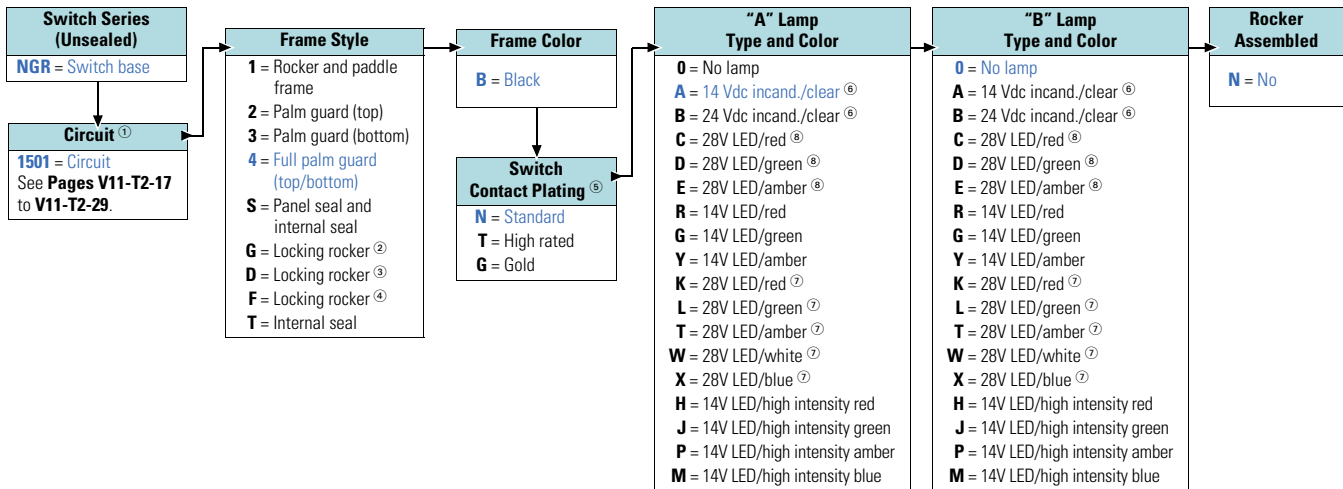 Switch Series
(Unsealed)
NGR = Switch base
Circuit ①
1501 = Circuit
See Pages V11-T2-17
to V11-T2-29.
Frame Style
1 = Rocker and paddle
frame
2 = Palm guard (top)
3 = Palm guard (bottom)
4 = Full palm guard
(top/bottom)
S = Panel seal and
internal seal
G = Locking rocker ②
D = Locking rocker ③
F = Locking rocker ④
T = Internal seal
Frame Color
B = Black
Switch
Contact Plating ⑤
N = Standard
T = High rated
G = Gold
“A” Lamp
Type and Color
0 = No lamp
A = 14 Vdc incand./clear ⑥
B = 24 Vdc incand./clear ⑥
C = 28V LED/red ⑧
D = 28V LED/green ⑧
E = 28V LED/amber ⑧
R = 14V LED/red
G = 14V LED/green
Y = 14V LED/amber
K = 28V LED/red ⑦
L = 28V LED/green ⑦
T = 28V LED/amber ⑦
W = 28V LED/white ⑦
X = 28V LED/blue ⑦
H = 14V LED/high intensity red
J = 14V LED/high intensity green
P = 14V LED/high intensity amber
M = 14V LED/high intensity blue
“B” Lamp
Type and Color
0 = No lamp
A = 14 Vdc incand./clear ⑥
B = 24 Vdc incand./clear ⑥
C = 28V LED/red ⑧
D = 28V LED/green ⑧
E = 28V LED/amber ⑧
R = 14V LED/red
G = 14V LED/green
Y = 14V LED/amber
K = 28V LED/red ⑦
L = 28V LED/green ⑦
T = 28V LED/amber ⑦
W = 28V LED/white ⑦
X = 28V LED/blue ⑦
H = 14V LED/high intensity red
J = 14V LED/high intensity green
P = 14V LED/high intensity amber
M = 14V LED/high intensity blue
Rocker
Assembled
N = No